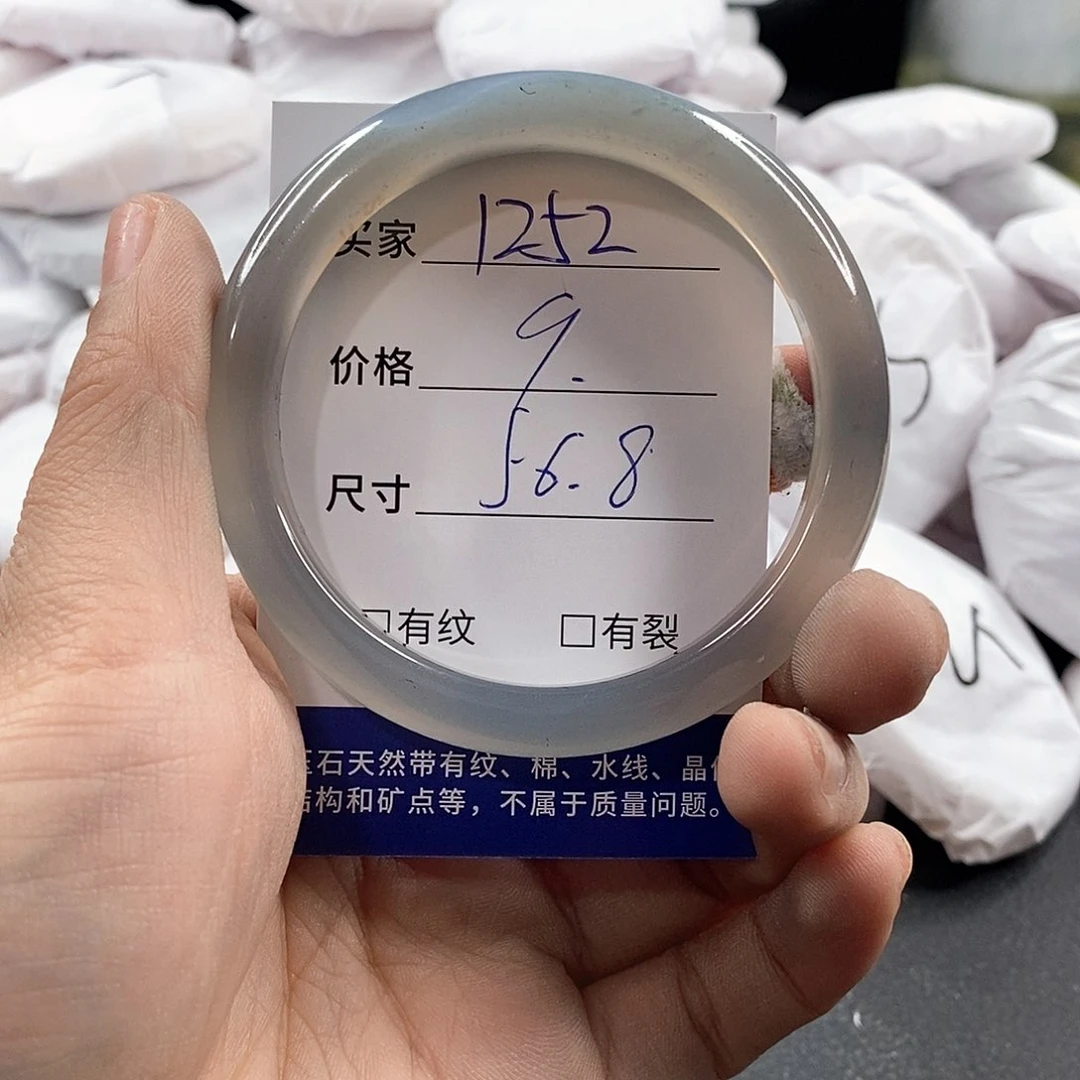 买家 1252
价格 9.
尺寸 56.8
□有纹 □有裂
玉石天然带有纹、棉、水线、晶体
结构和矿点等，不属于质量问题。